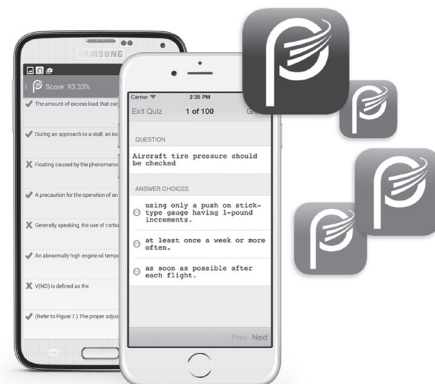 SAMSUNG
Score: 93.33%
The amount of excess load that can
During an approach to a stall, an inc
Floating caused by the phenomenon
A precaution for the operation of an
Generally speaking, the use of carbu
An abnormally high engine oil tempe
V(NO) is defined as the
(Refer to Figure 7.) The proper adjus
Carrier 2:35 PM
Exit Quiz 1 of 100
QUESTION
Aircraft tire pressure should
be checked
ANSWER CHOICES
using only a push on stick-
type gauge having 1-pound
increments.
at least once a week or more
often.
as soon as possible after
each flight.
Prev Next